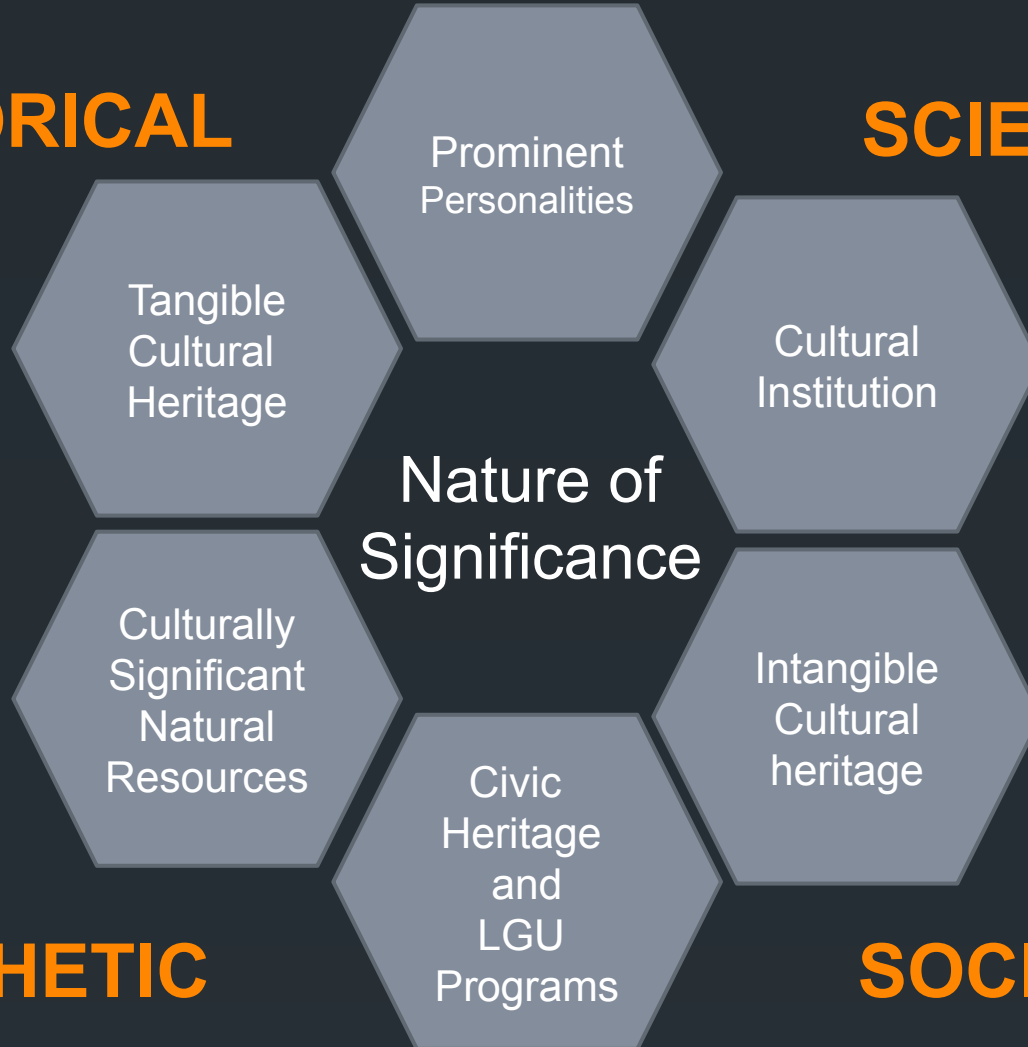 ORICAL
SCIE
Prominent
Personalities
Tangible
Cultural
Heritage
Cultural
Institution
Nature of
Significance
Culturally
Significant
Natural
Resources
Intangible
Cultural
heritage
Civic
Heritage
and
LGU
Programs
HETIC
SOCI